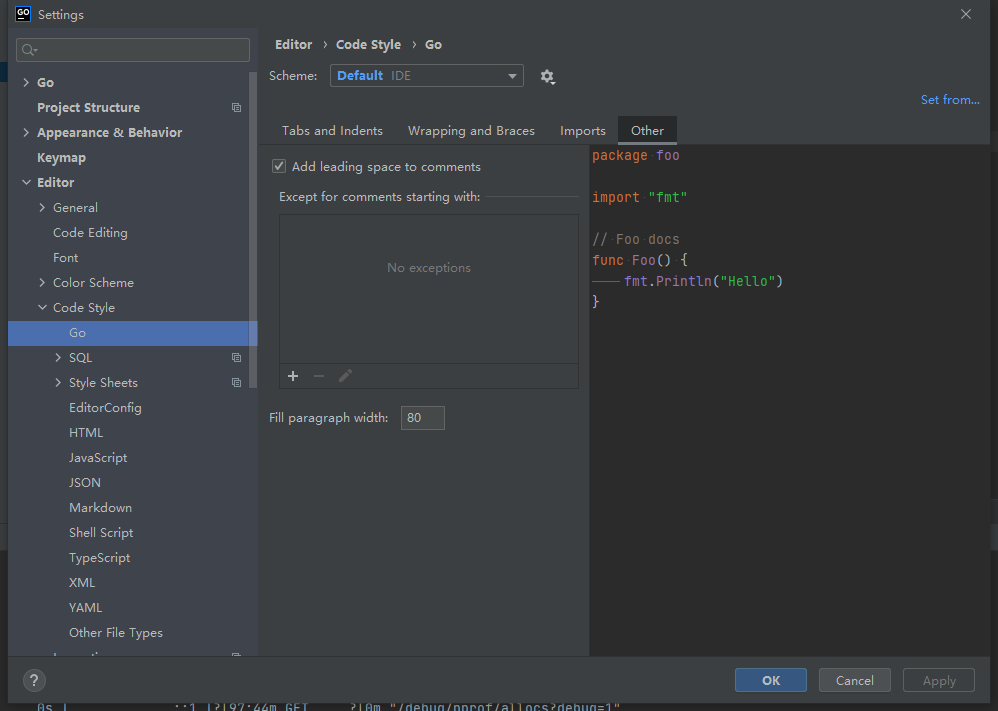 GO Settings
Editor › Code Style › Go
Scheme: Default IDE
Set from...
Go
Project Structure
Appearance & Behavior
Keymap
Editor
General
Code Editing
Font
Color Scheme
Code Style
Go
SQL
Style Sheets
EditorConfig
HTML
JavaScript
JSON
Markdown
Shell Script
TypeScript
XML
YAML
Other File Types
Tabs and Indents Wrapping and Braces Imports Other
Add leading space to comments
Except for comments starting with:
No exceptions
Fill paragraph width: 80
package foo
import "fmt"
// Foo docs
func Foo() {
fmt.Println("Hello")
}
? OK Cancel Apply
0s | ::1 |?|97;44m GET ?|0m "/debug/pprof/allocs?debug=1"